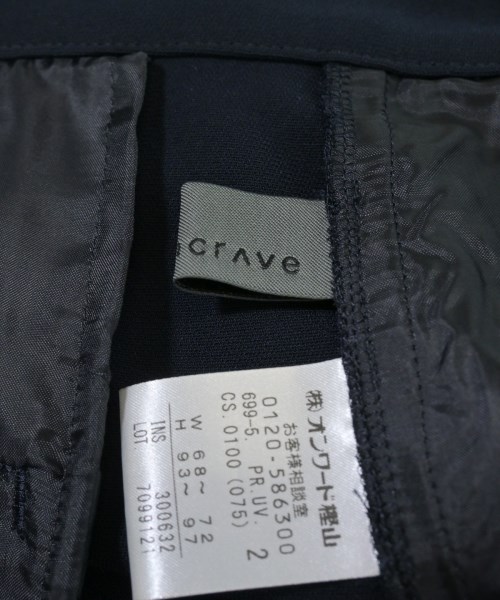 crʌve
(株)オンワード樫山
お客様相談室
0120-586300
699-5. PR.UV. 2
CS. 0100 (075)
W 68~ 72
H 93~ 97
INS 300632
LOT. 7099121